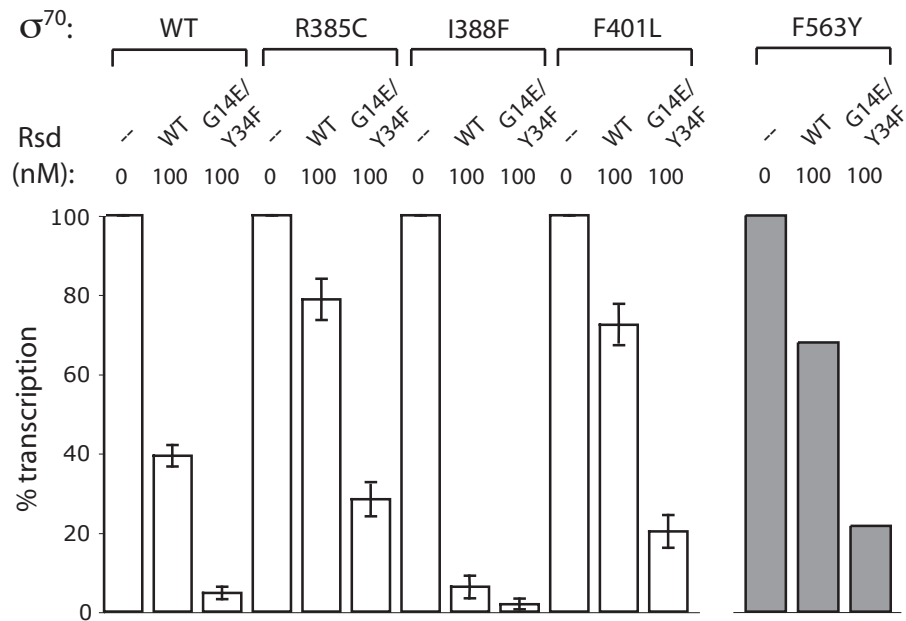 σ⁷⁰: WT R385C I388F F401L F563Y
Rsd (nM):
-- WT G14E/Y34F -- WT G14E/Y34F -- WT G14E/Y34F -- WT G14E/Y34F -- WT G14E/Y34F
0 100 100 0 100 100 0 100 100 0 100 100 0 100 100
% transcription
100
80
60
40
20
0